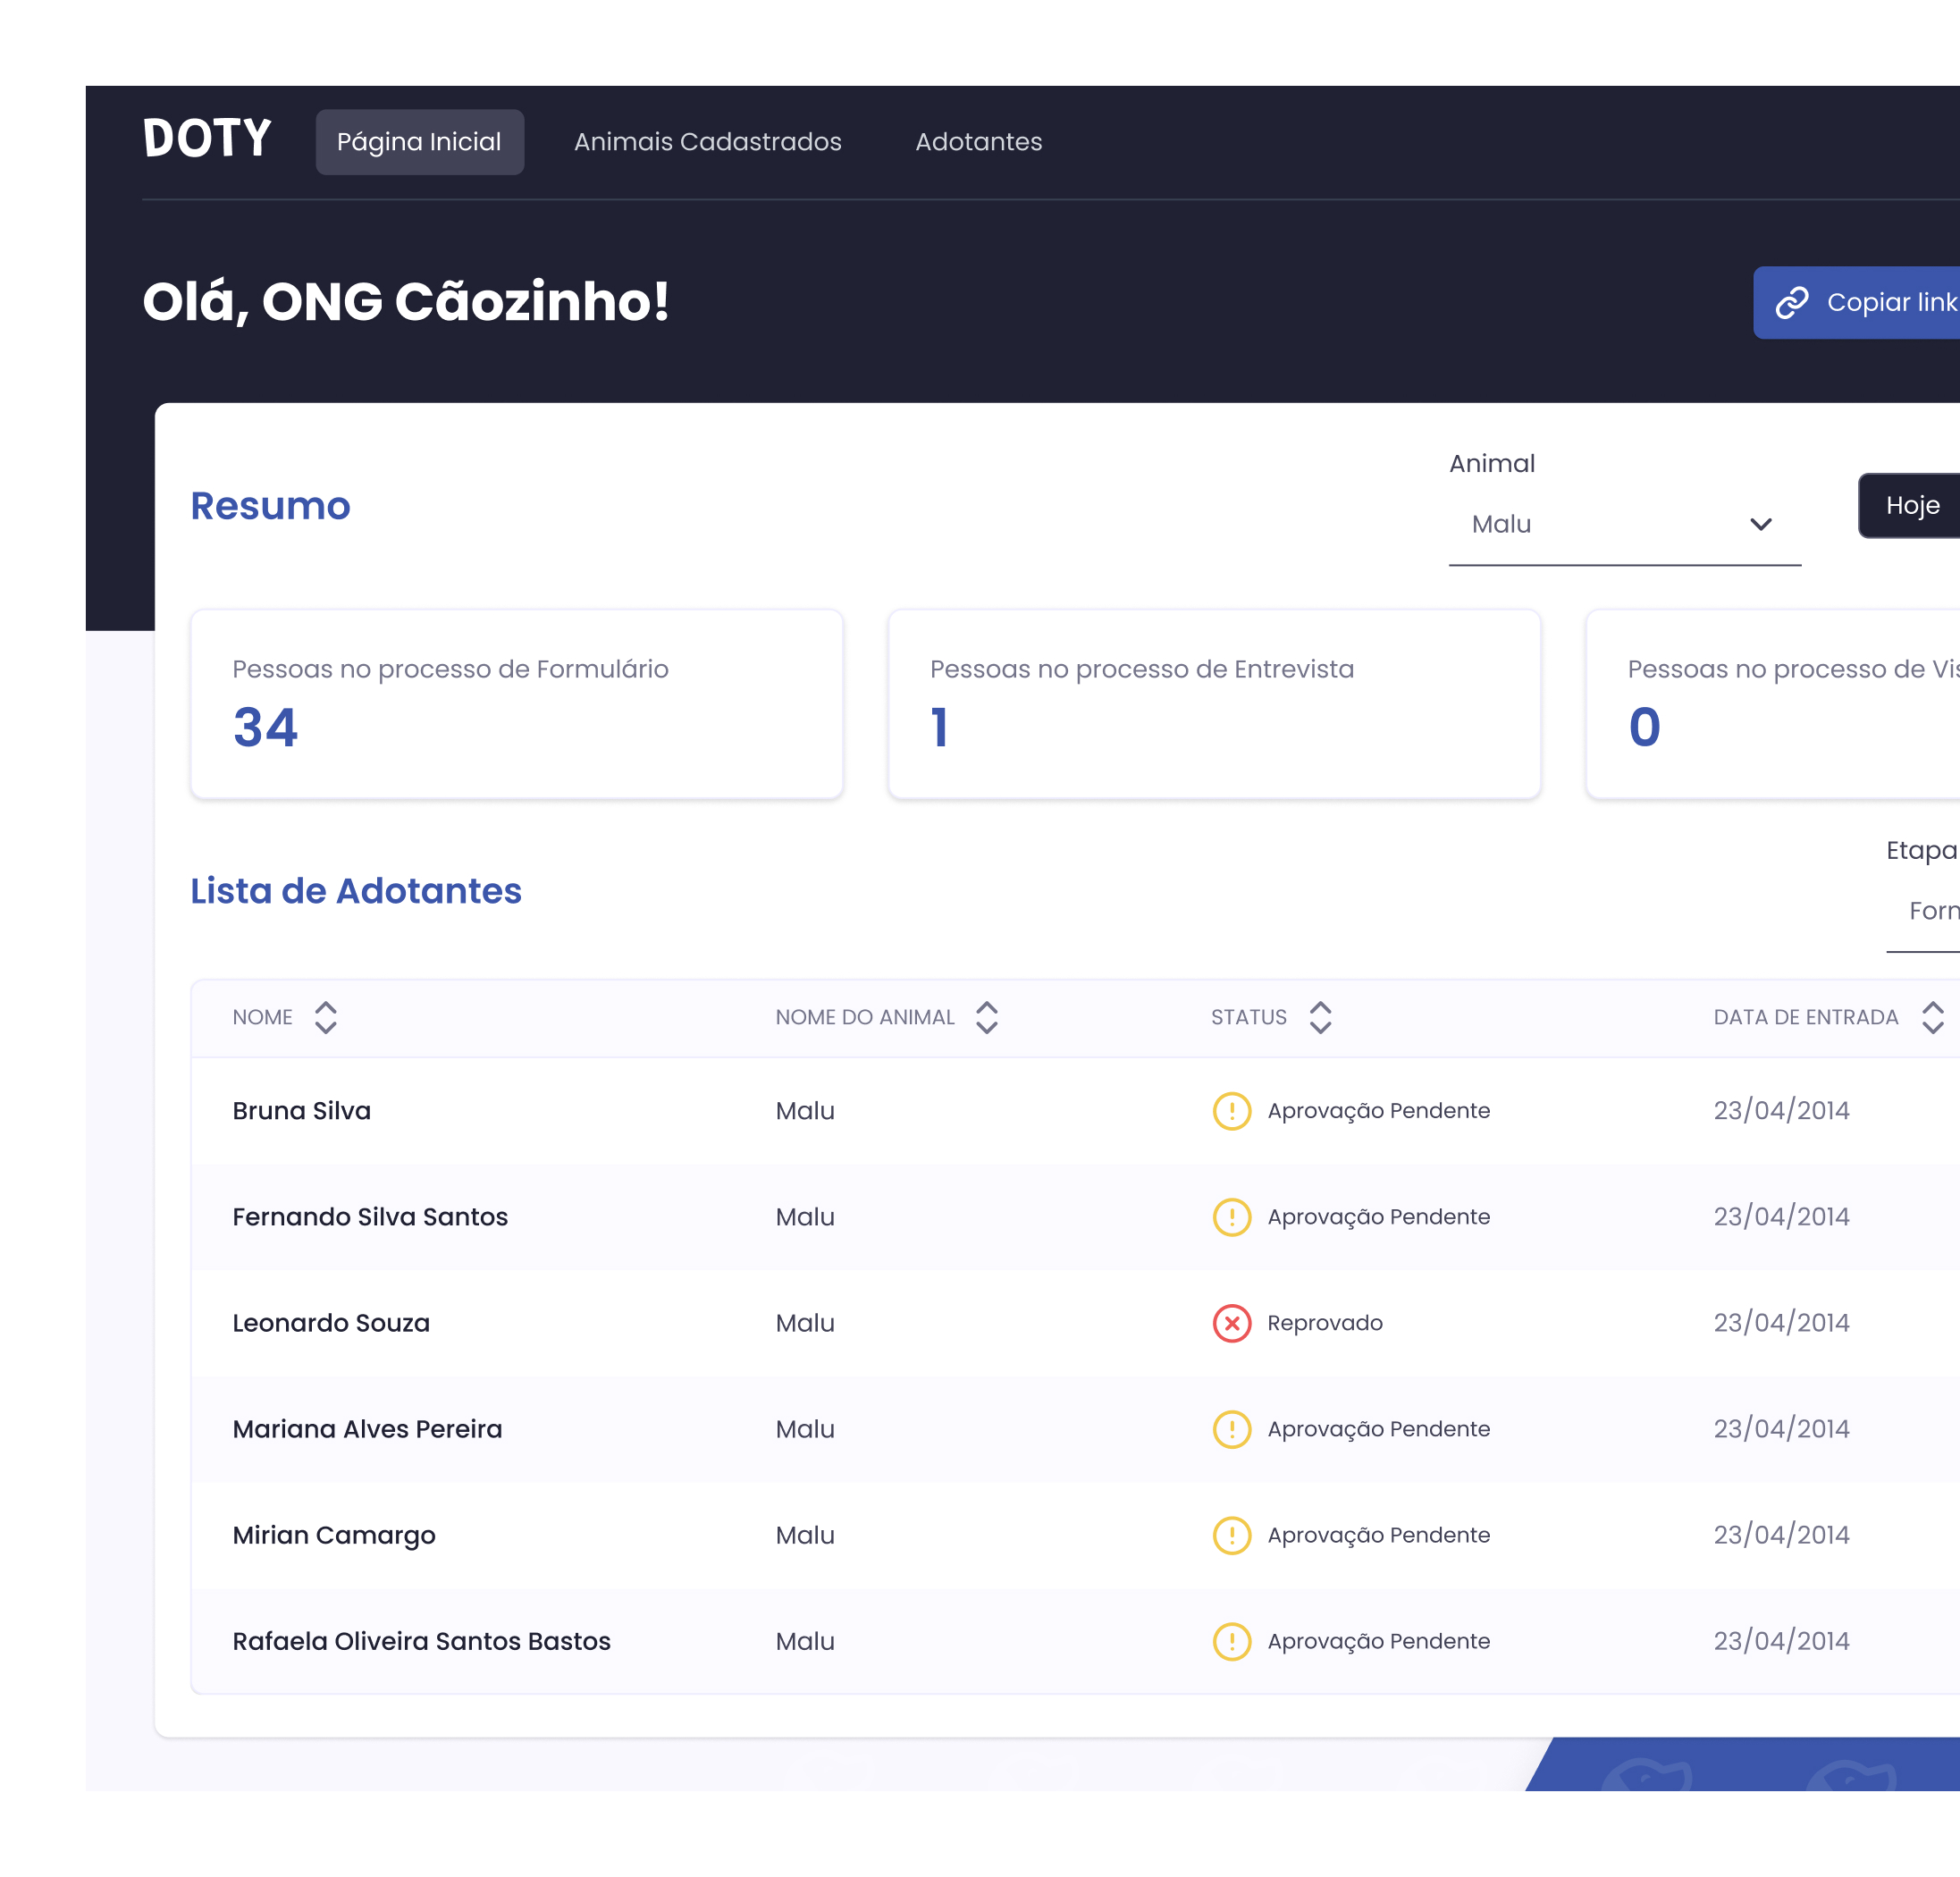 DOTY Página Inicial Animais Cadastrados Adotantes
Olá, ONG Cãozinho!
Copiar link
Animal
Resumo
Malu
Hoje
Pessoas no processo de Formulário
34
Pessoas no processo de Entrevista
1
Pessoas no processo de
0
Etapa
Lista de Adotantes
NOME NOME DO ANIMAL STATUS DATA DE ENTRADA
Bruna Silva Malu Aprovação Pendente 23/04/2014
Fernando Silva Santos Malu Aprovação Pendente 23/04/2014
Leonardo Souza Malu Reprovado 23/04/2014
Mariana Alves Pereira Malu Aprovação Pendente 23/04/2014
Mirian Camargo Malu Aprovação Pendente 23/04/2014
Rafaela Oliveira Santos Bastos Malu Aprovação Pendente 23/04/2014